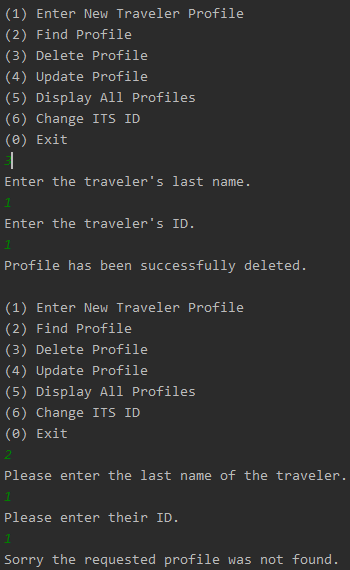 (1) Enter New Traveler Profile
(2) Find Profile
(3) Delete Profile
(4) Update Profile
(5) Display All Profiles
(6) Change ITS ID
(0) Exit
3
Enter the traveler's last name.
1
Enter the traveler's ID.
1
Profile has been successfully deleted.
(1) Enter New Traveler Profile
(2) Find Profile
(3) Delete Profile
(4) Update Profile
(5) Display All Profiles
(6) Change ITS ID
(0) Exit
2
Please enter the last name of the traveler.
1
Please enter their ID.
1
Sorry the requested profile was not found.